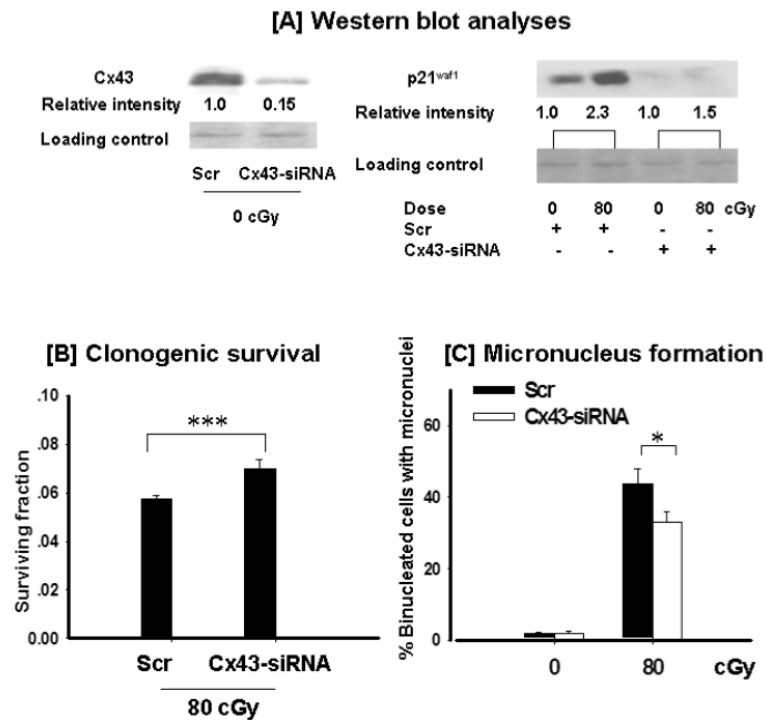 [A] Western blot analyses
Cx43
Relative intensity 1.0 0.15
Loading control
Scr Cx43-siRNA
0 cGy
p21waf1
Relative intensity 1.0 2.3 1.0 1.5
Loading control
Dose 0 80 0 80 cGy
Scr + + - -
Cx43-siRNA - - + +
[B] Clonogenic survival
Surviving fraction
.10
.08
.06
.04
.02
0.00
***
Scr Cx43-siRNA
80 cGy
[C] Micronucleus formation
% Binucleated cells with micronuclei
Scr
Cx43-siRNA
60
40
20
0
*
0 80 cGy